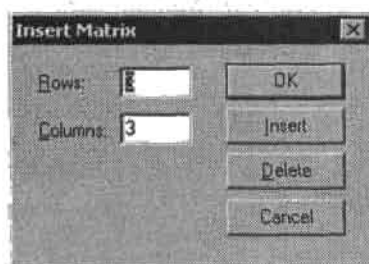 Insert Matrix
Rows:
OK
Columns: 3
Insert
Delete
Cancel